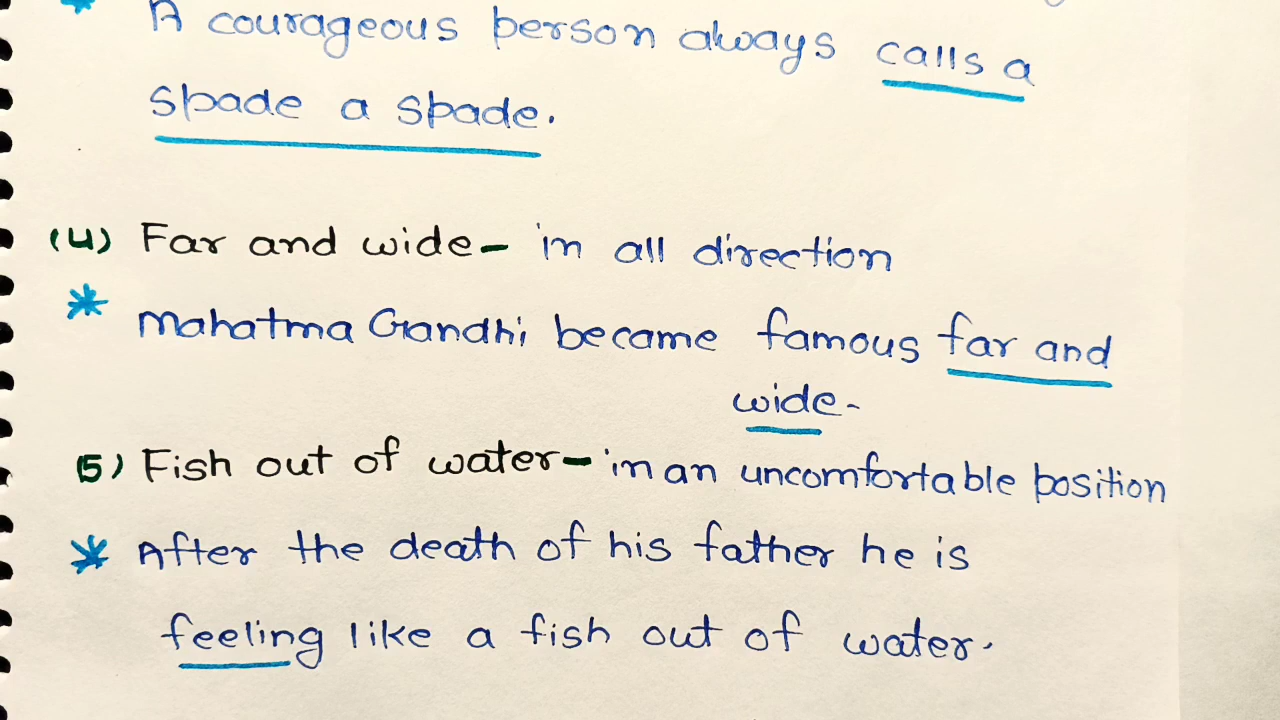 * A courageous person always calls a
spade a spade.
(4) Far and wide - in all direction
* Mahatma Gandhi became famous far and
wide.
(5) Fish out of water - in an uncomfortable position
* After the death of his father he is
feeling like a fish out of water.